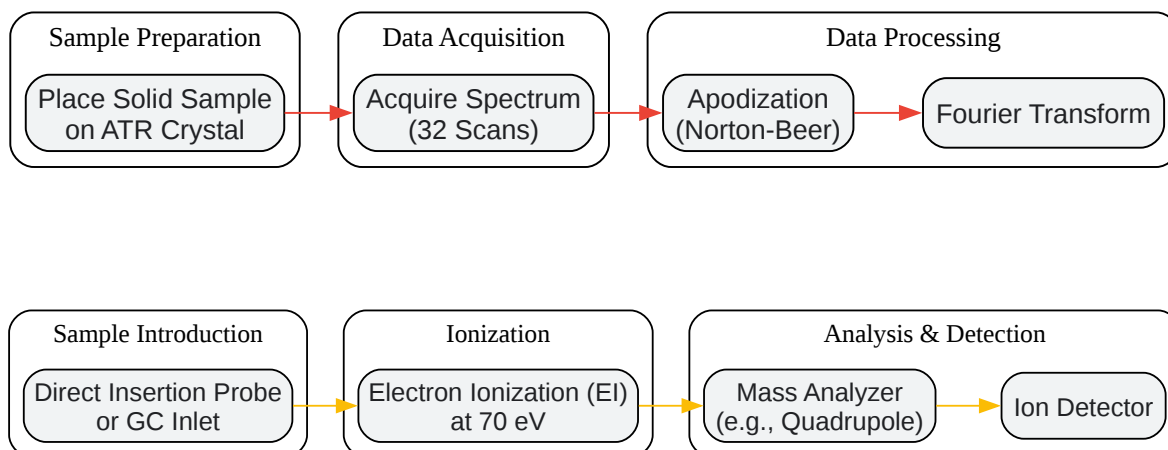 Sample Preparation
Place Solid Sample
on ATR Crystal
Data Acquisition
Acquire Spectrum
(32 Scans)
Data Processing
Apodization
(Norton-Beer)
Fourier Transform
Sample Introduction
Direct Insertion Probe
or GC Inlet
Ionization
Electron Ionization (EI)
at 70 eV
Analysis & Detection
Mass Analyzer
(e.g., Quadrupole)
Ion Detector